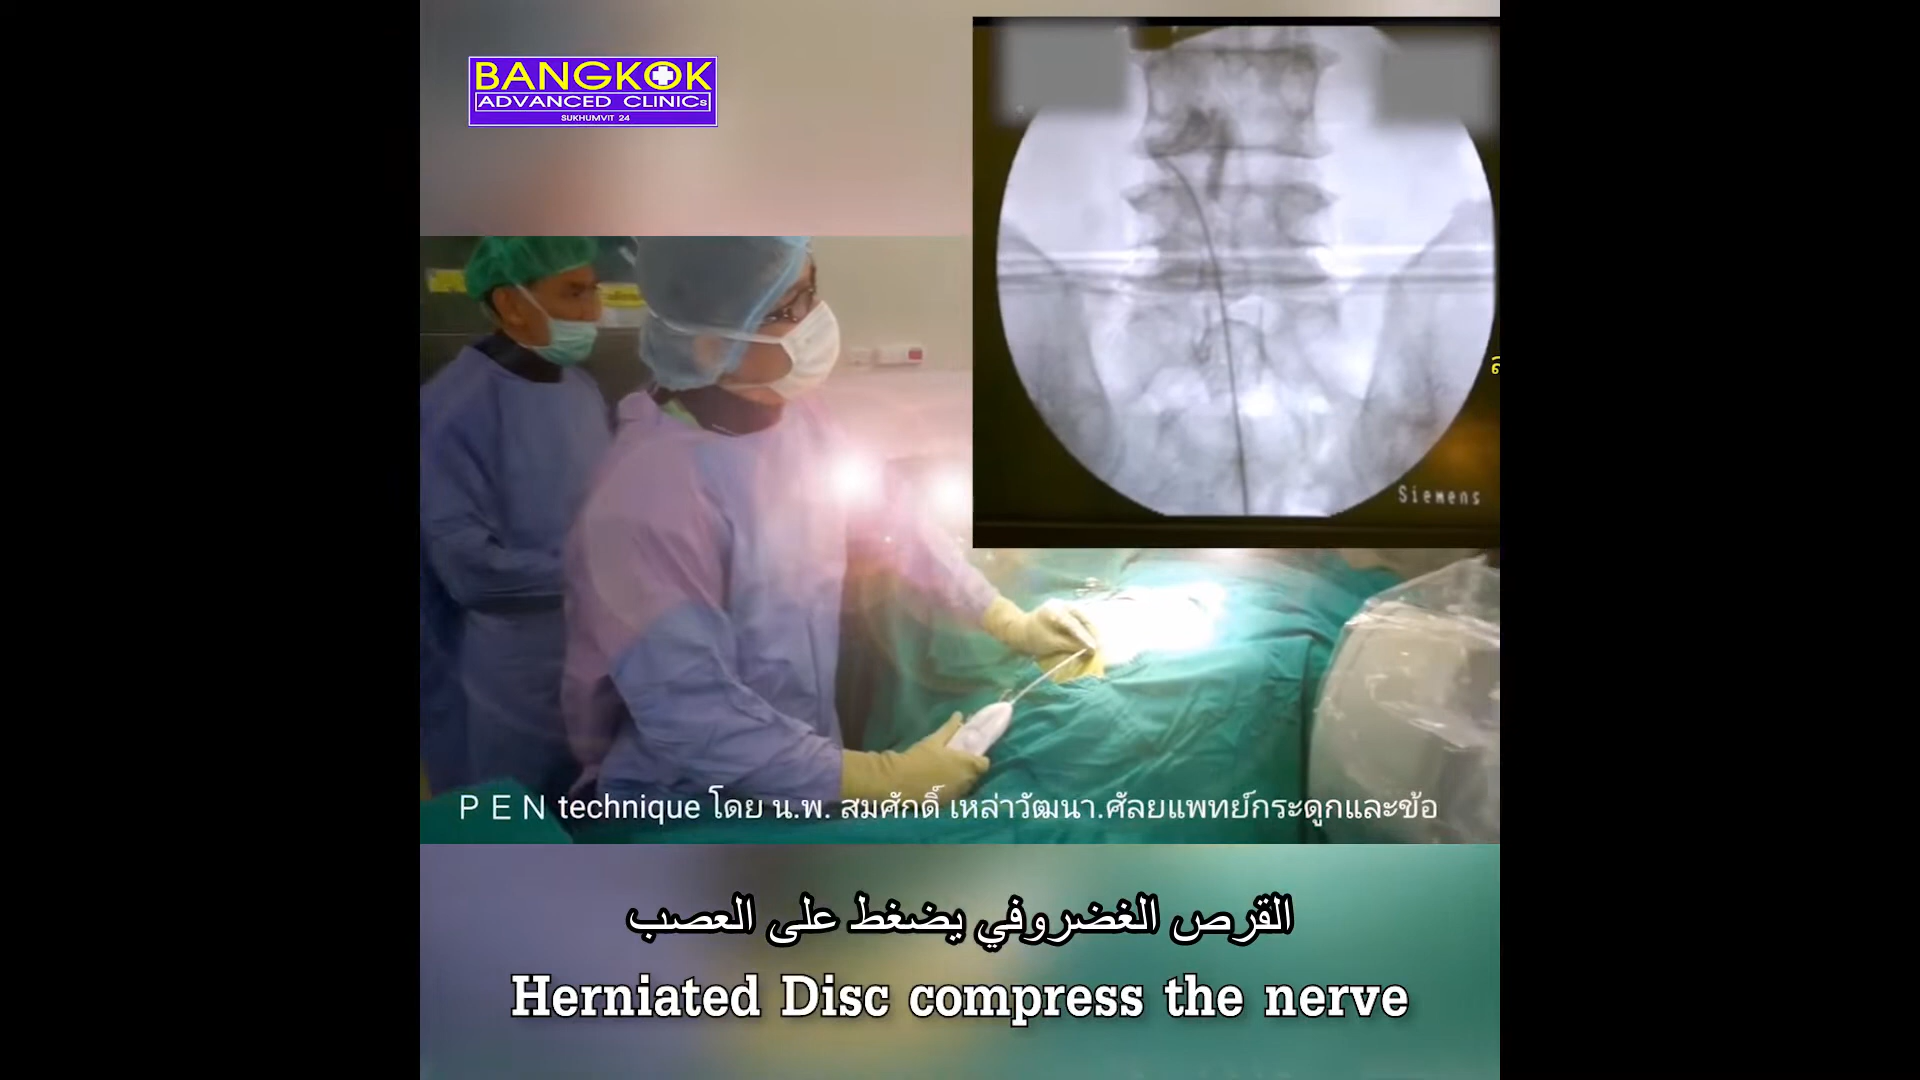 BANGKOK
ADVANCED CLINICs
SUKHUMVIT 24
Siemens
P E N technique โดย น.พ. สมศักดิ์ เหล่าวัฒนา.ศัลยแพทย์กระดูกและข้อ
القرص الغضروفي يضغط على العصب
Herniated Disc compress the nerve